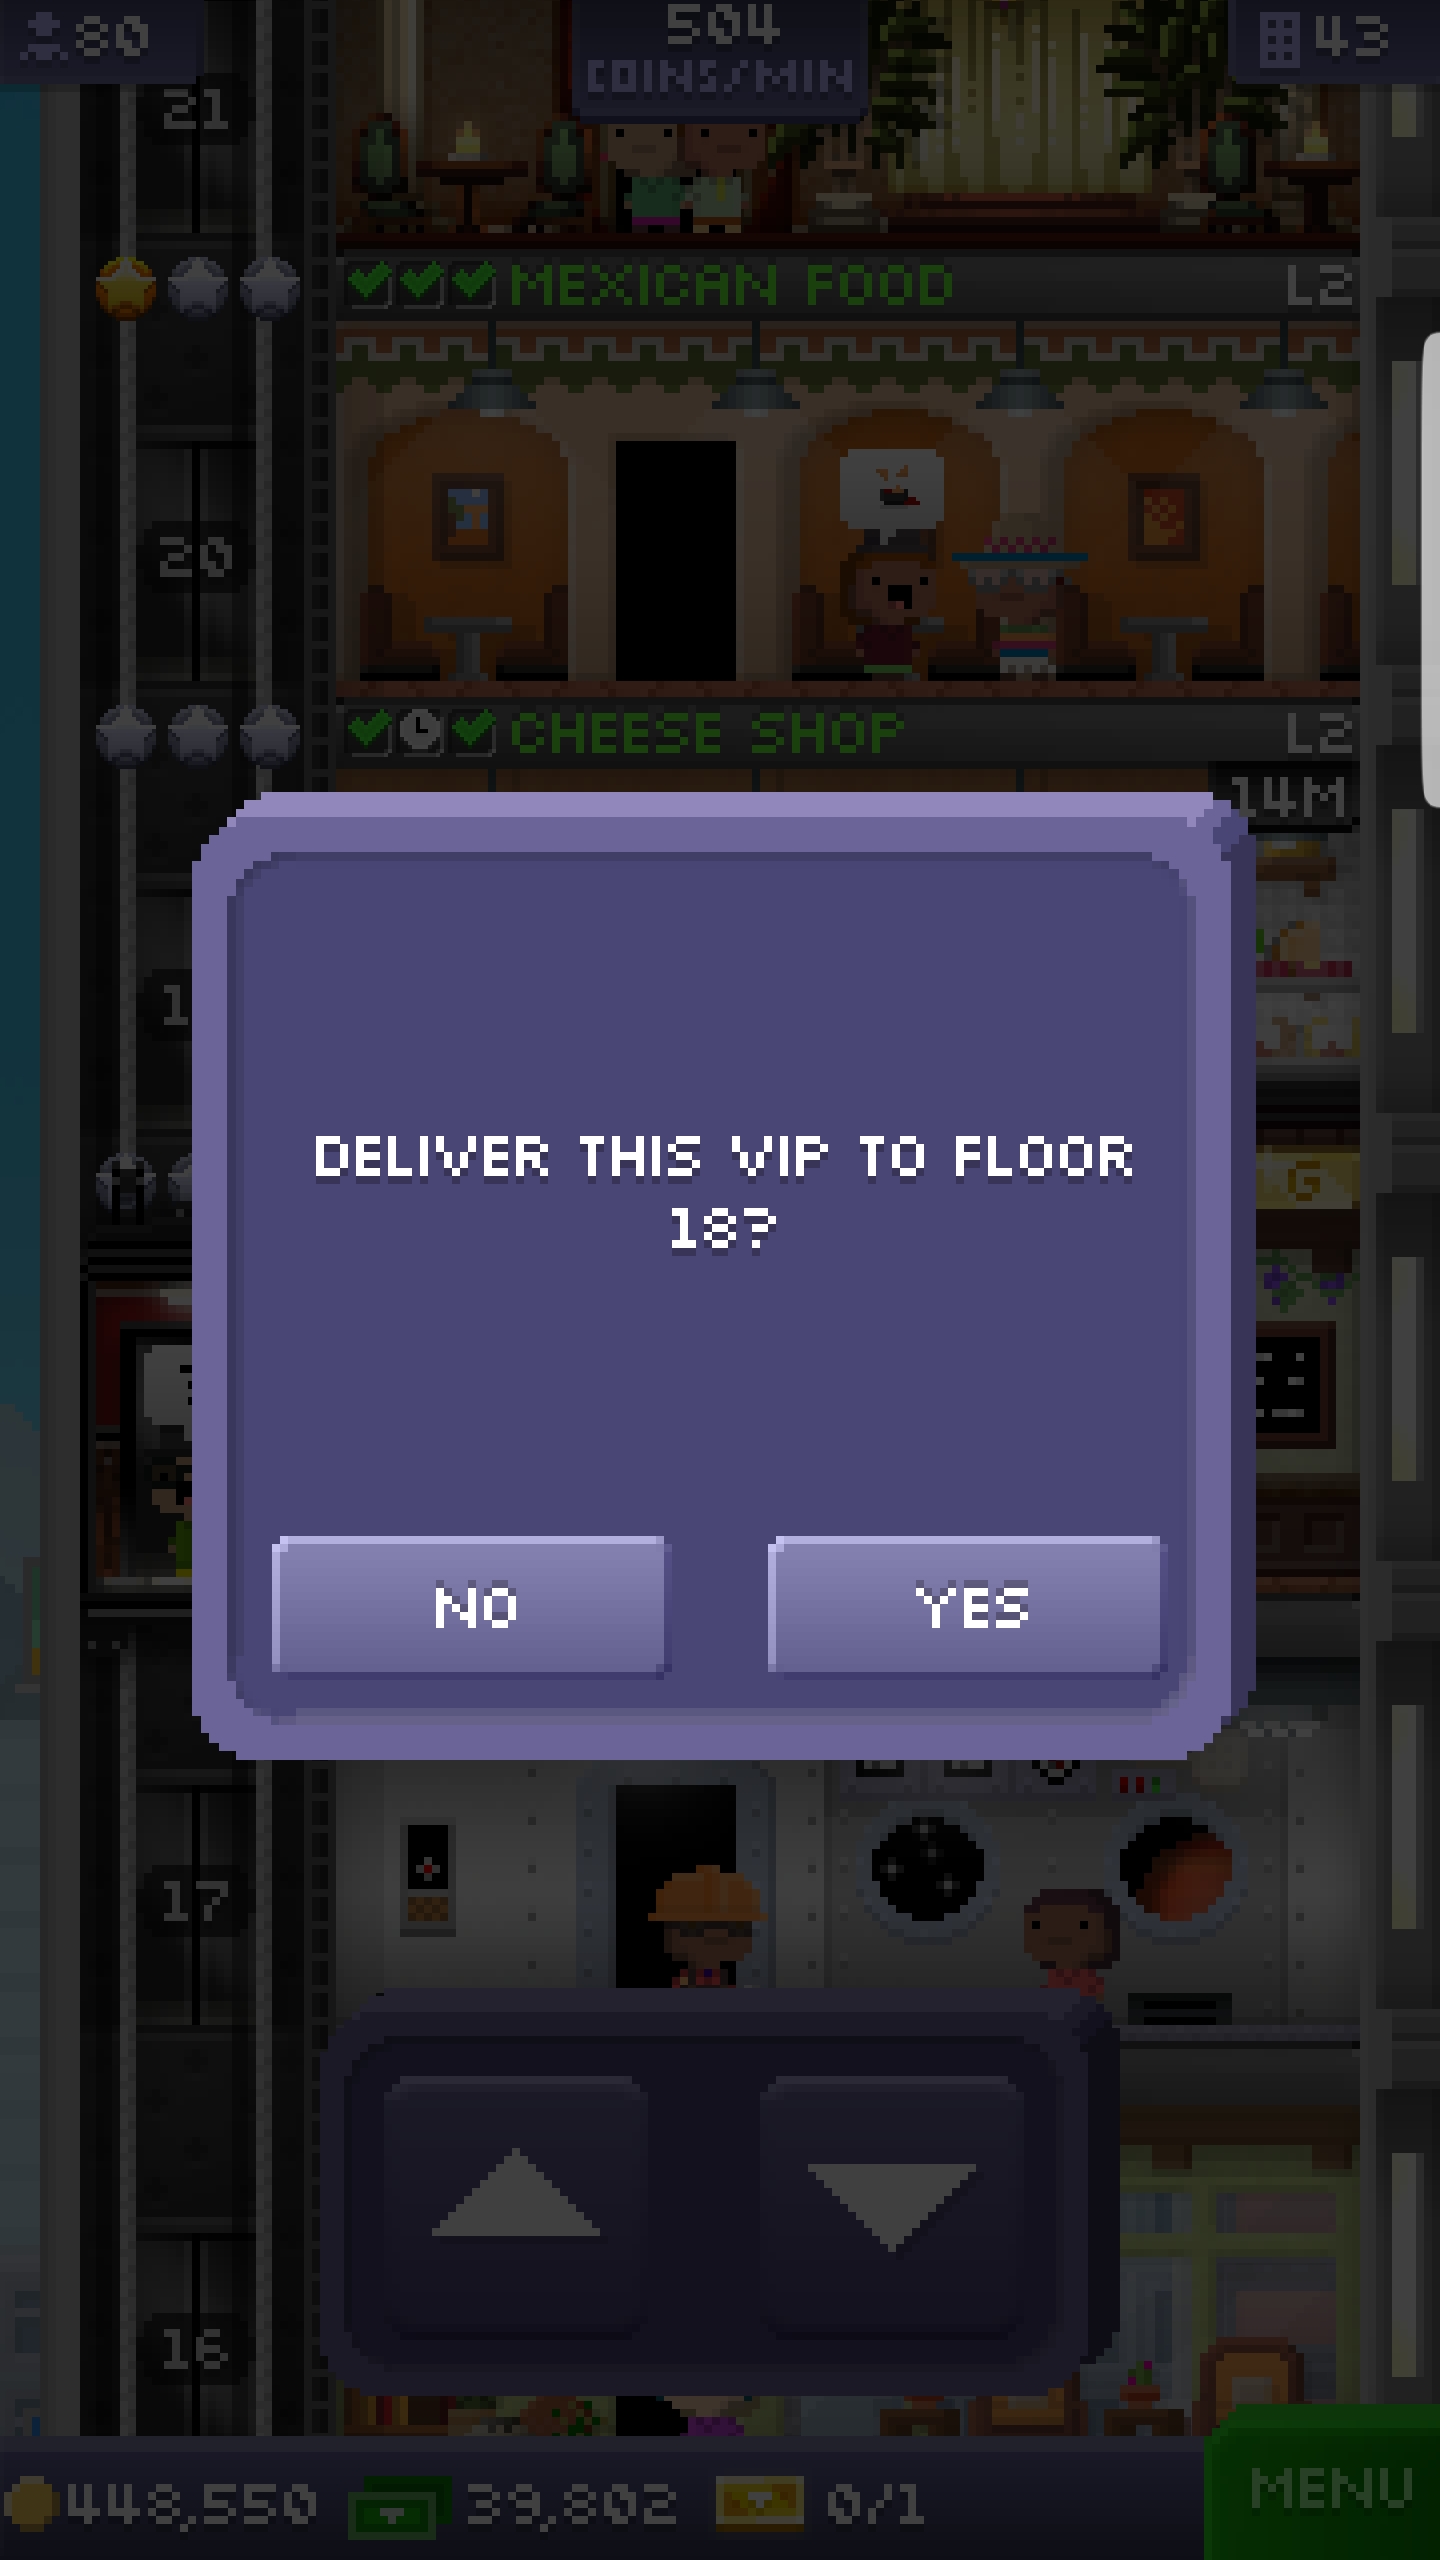 80
504
COINS/MIN
43
21
MEXICAN FOOD
L2
20
CHEESE SHOP
L2
14M
1
G
DELIVER THIS VIP TO FLOOR
18?
NO
YES
17
16
448,550
39,802
0/1
MENU